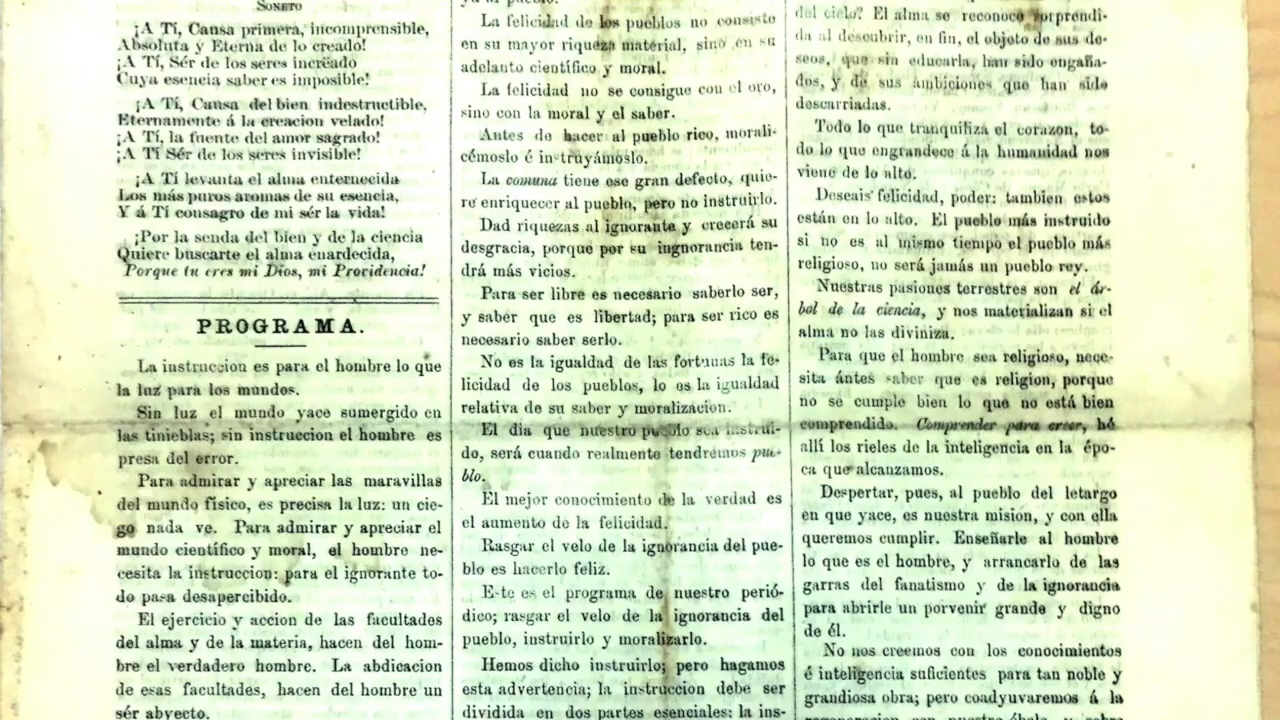 SONETO
¡A Tí, Causa primera, incomprensible,
Absoluta y Eterna de lo creado!
¡A Tí, Sér de los seres increado
Cuya esencia saber es imposible!
¡A Tí, Causa del bien indestructible,
Eternamente á la creacion velado!
¡A Tí, la fuente del amor sagrado!
¡A Tí Sér de los seres invisible!
¡A Tí levanta el alma enternecida
Los más puros aromas de su esencia,
Y á Tí consagro de mi sér la vida!
¡Por la senda del bien y de la ciencia
Quiere buscarte el alma enardecida,
Porque tu eres mi Dios, mi Providencia!
PROGRAMA.
La instruccion es para el hombre lo que
la luz para los mundos.
Sin luz el mundo yace sumergido en
las tinieblas; sin instruccion el hombre es
presa del error.
Para admirar y apreciar las maravillas
del mundo físico, es precisa la luz: un cie-
go nada ve. Para admirar y apreciar el
mundo científico y moral, el hombre ne-
cesita la instruccion: para el ignorante to-
do pasa desapercibido.
El ejercicio y accion de las facultades
del alma y de la materia, hacen del hom-
bre el verdadero hombre. La abdicacion
de esas facultades, hacen del hombre un
sér abyecto.
ya al pueblo.
La felicidad de los pueblos no consiste
en su mayor riqueza material, sino en su
adelanto científico y moral.
La felicidad no se consigue con el oro,
sino con la moral y el saber.
Antes de hacer al pueblo rico, morali-
cémoslo é instruyámoslo.
La comuna tiene ese gran defecto, quie-
re enriquecer al pueblo, pero no instruirlo.
Dad riquezas al ignorante y crecerá su
desgracia, porque por su ingnorancia ten-
drá más vicios.
Para ser libre es necesario saberlo ser,
y saber que es libertad; para ser rico es
necesario saber serlo.
No es la igualdad de las fortunas la fe-
licidad de los pueblos, lo es la igualdad
relativa de su saber y moralizacion.
El dia que nuestro pueblo sea instrui-
do, será cuando realmente tendremos pue-
blo.
El mejor conocimiento de la verdad es
el aumento de la felicidad.
Rasgar el velo de la ignorancia del pue-
blo es hacerlo feliz.
Este es el programa de nuestro perió-
dico; rasgar el velo de la ignorancia del
pueblo, instruirlo y moralizarlo.
Hemos dicho instruirlo; pero hagamos
esta advertencia; la instruccion debe ser
dividida en dos partes esenciales: la ins-
del cielo? El alma se reconoce sorprendi-
da al descubrir, en fin, el objeto de sus de-
seos, que sin educarla, han sido engaña-
dos, y de sus ambiciones que han sido
descarriadas.
Todo lo que tranquiliza el corazon, to-
do lo que engrandece á la humanidad nos
viene de lo alto.
Deseais felicidad, poder: tambien estos
están en lo alto. El pueblo más instruido
si no es al mismo tiempo el pueblo más
religioso, no será jamás un pueblo rey.
Nuestras pasiones terrestres son el ár-
bol de la ciencia, y nos materializan si el
alma no las diviniza.
Para que el hombre sea religioso, nece-
sita ántes saber que es religion, porque
no se cumple bien lo que no está bien
comprendido. Comprender para creer, hé
allí los rieles de la inteligencia en la épo-
ca que alcanzamos.
Despertar, pues, al pueblo del letargo
en que yace, es nuestra mision, y con ella
queremos cumplir. Enseñarle al hombre
lo que es el hombre, y arrancarlo de las
garras del fanatismo y de la ignorancia
para abrirle un porvenir grande y digno
de él.
No nos creemos con los conocimientos
é inteligencia suficientes para tan noble y
grandiosa obra; pero coadyuvaremos á la